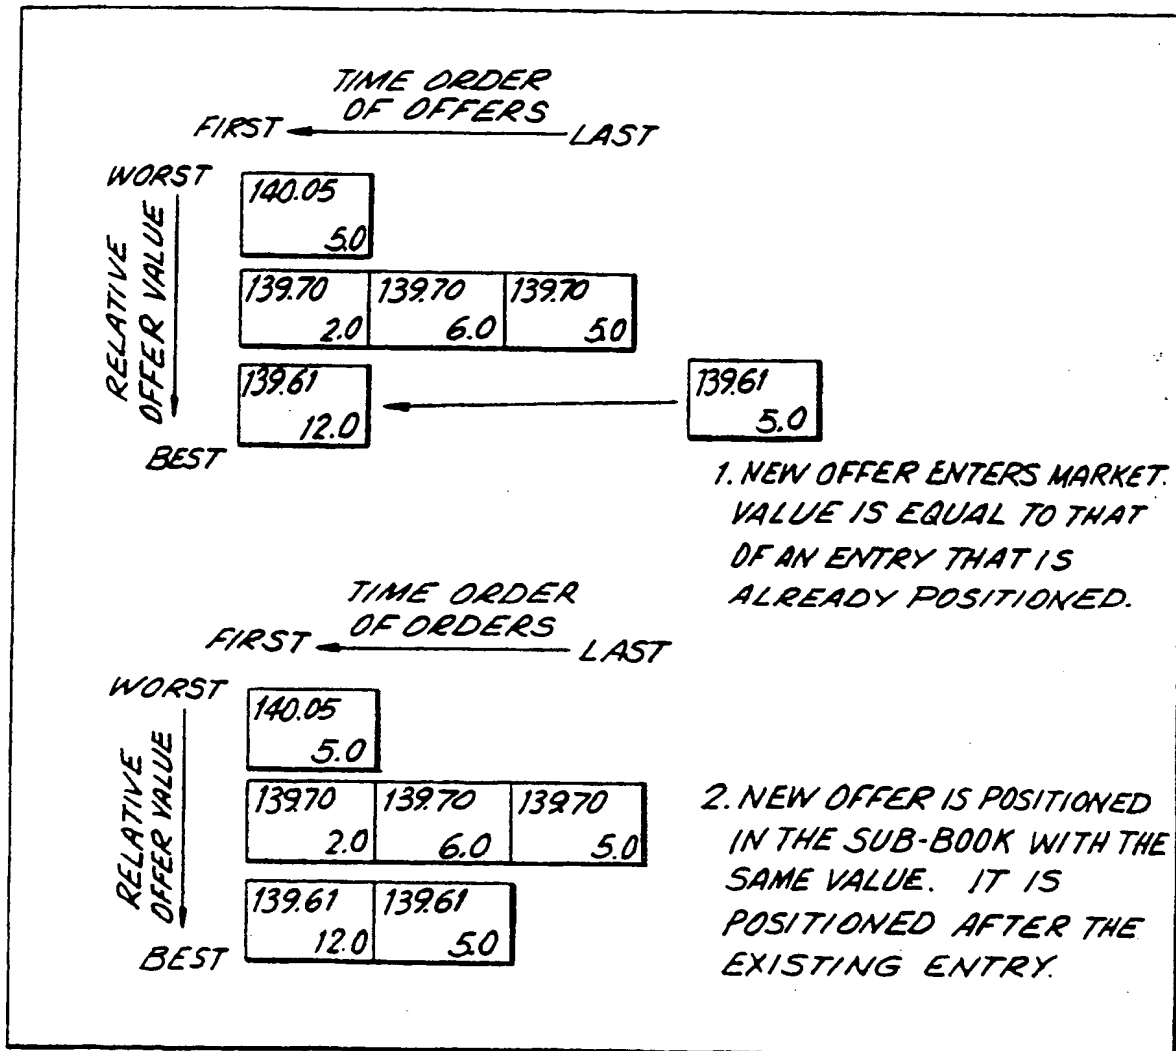 TIME ORDER
OF OFFERS
FIRST LAST
WORST
RELATIVE
OFFER VALUE
BEST
140.05
5.0
139.70 139.70 139.70
2.0 6.0 5.0
139.61 139.61
12.0 5.0
1. NEW OFFER ENTERS MARKET.
VALUE IS EQUAL TO THAT
OF AN ENTRY THAT IS
ALREADY POSITIONED.
TIME ORDER
OF ORDERS
FIRST LAST
WORST
RELATIVE
OFFER VALUE
BEST
140.05
5.0
139.70 139.70 139.70
2.0 6.0 5.0
139.61 139.61
12.0 5.0
2. NEW OFFER IS POSITIONED
IN THE SUB-BOOK WITH THE
SAME VALUE. IT IS
POSITIONED AFTER THE
EXISTING ENTRY.